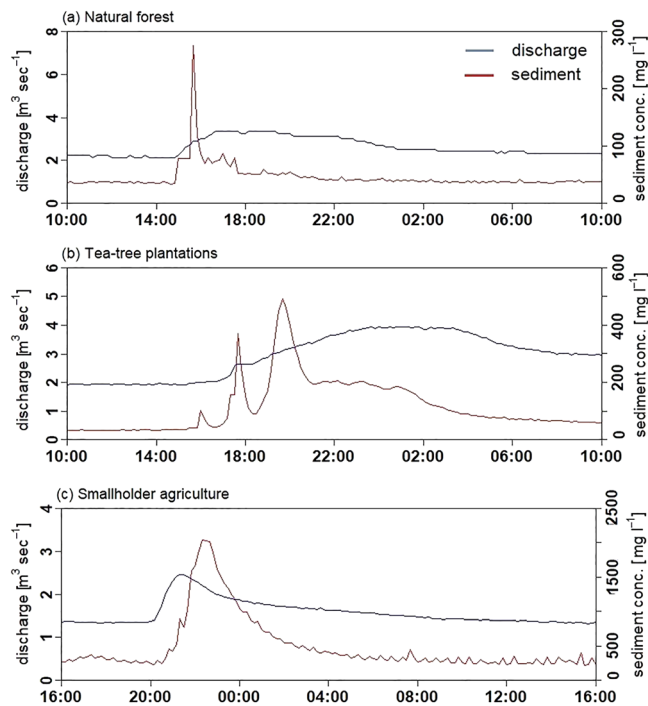 (a) Natural forest
discharge [m³ sec⁻¹]
8
6
4
2
0
discharge
sediment
300
200
100
0
sediment conc. [mg l⁻¹]
10:00 14:00 18:00 22:00 02:00 06:00 10:00
(b) Tea-tree plantations
discharge [m³ sec⁻¹]
6
5
4
3
2
1
0
600
400
200
0
sediment conc. [mg l⁻¹]
10:00 14:00 18:00 22:00 02:00 06:00 10:00
(c) Smallholder agriculture
discharge [m³ sec⁻¹]
4
3
2
1
0
2500
1500
500
0
sediment conc. [mg l⁻¹]
16:00 20:00 00:00 04:00 08:00 12:00 16:00